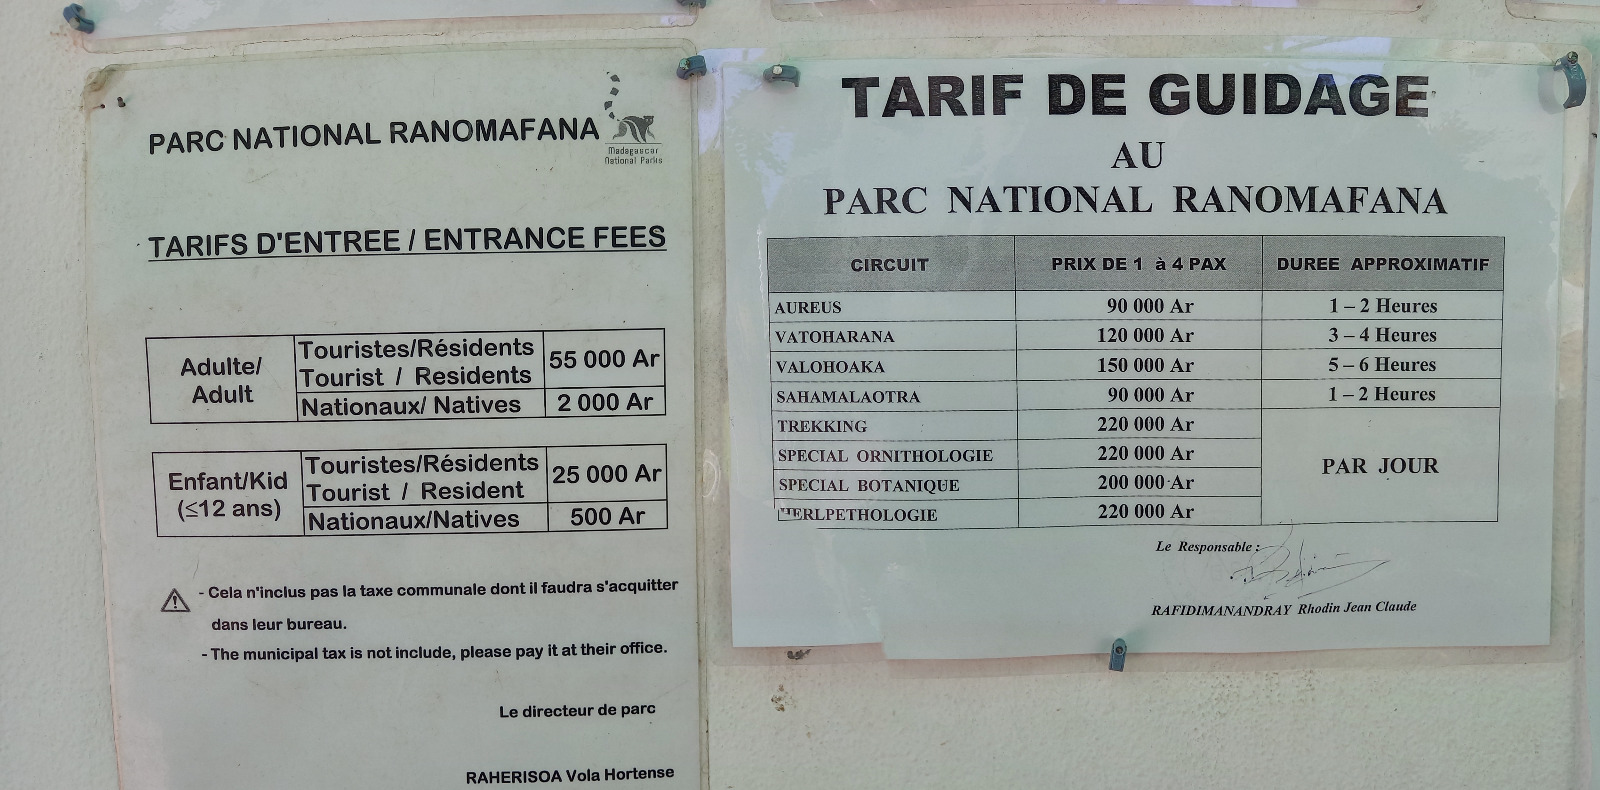 PARC NATIONAL RANOMAFANA
Madagascar
National Parks
TARIFS D'ENTREE / ENTRANCE FEES
Adulte/
Adult
Touristes/Résidents
Tourist / Residents
55 000 Ar
Nationaux/ Natives
2 000 Ar
Enfant/Kid
(≤12 ans)
Touristes/Résidents
Tourist / Resident
25 000 Ar
Nationaux/Natives
500 Ar
- Cela n'inclus pas la taxe communale dont il faudra s'acquitter
dans leur bureau.
- The municipal tax is not include, please pay it at their office.
Le directeur de parc
RAHERISOA Vola Hortense
TARIF DE GUIDAGE
AU
PARC NATIONAL RANOMAFANA
CIRCUIT PRIX DE 1 à 4 PAX DUREE APPROXIMATIF
AUREUS 90 000 Ar 1 – 2 Heures
VATOHARANA 120 000 Ar 3 – 4 Heures
VALOHOAKA 150 000 Ar 5 – 6 Heures
SAHAMALAOTRA 90 000 Ar 1 – 2 Heures
TREKKING 220 000 Ar
SPECIAL ORNITHOLOGIE 220 000 Ar
PAR JOUR
SPECIAL BOTANIQUE 200 000 Ar
HERLPETHOLOGIE 220 000 Ar
Le Responsable :
RAFIDIMANANDRAY Rhodin Jean Claude